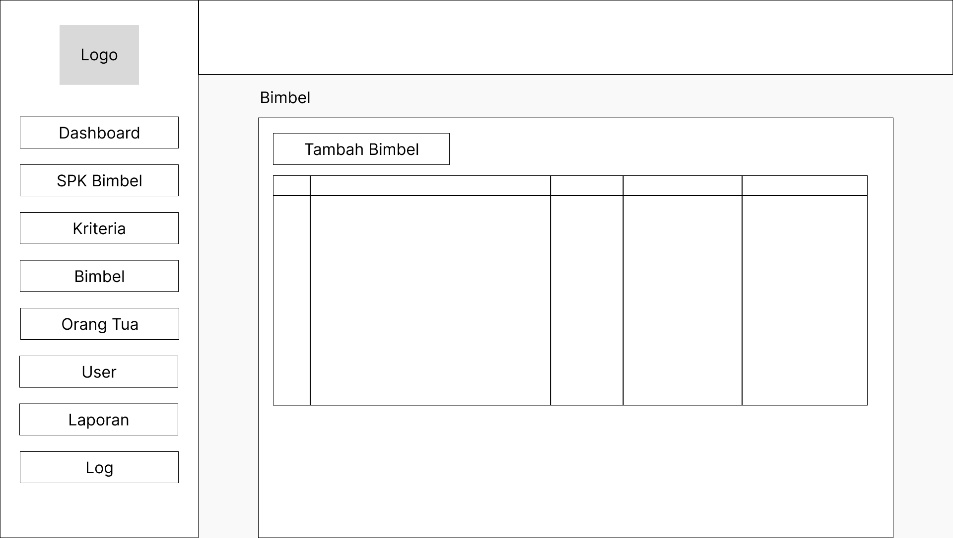 Logo
Dashboard
SPK Bimbel
Kriteria
Bimbel
Orang Tua
User
Laporan
Log
Bimbel
Tambah Bimbel